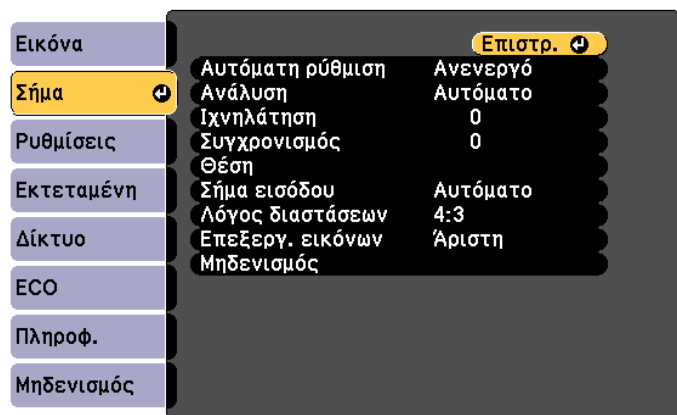 Εικόνα
Σήμα
Ρυθμίσεις
Εκτεταμένη
Δίκτυο
ECO
Πληροφ.
Μηδενισμός
Επιστρ.
Αυτόματη ρύθμιση Ανενεργό
Ανάλυση Αυτόματο
Ιχνηλάτηση 0
Συγχρονισμός 0
Θέση
Σήμα εισόδου Αυτόματο
Λόγος διαστάσεων 4:3
Επεξεργ. εικόνων Άριστη
Μηδενισμός